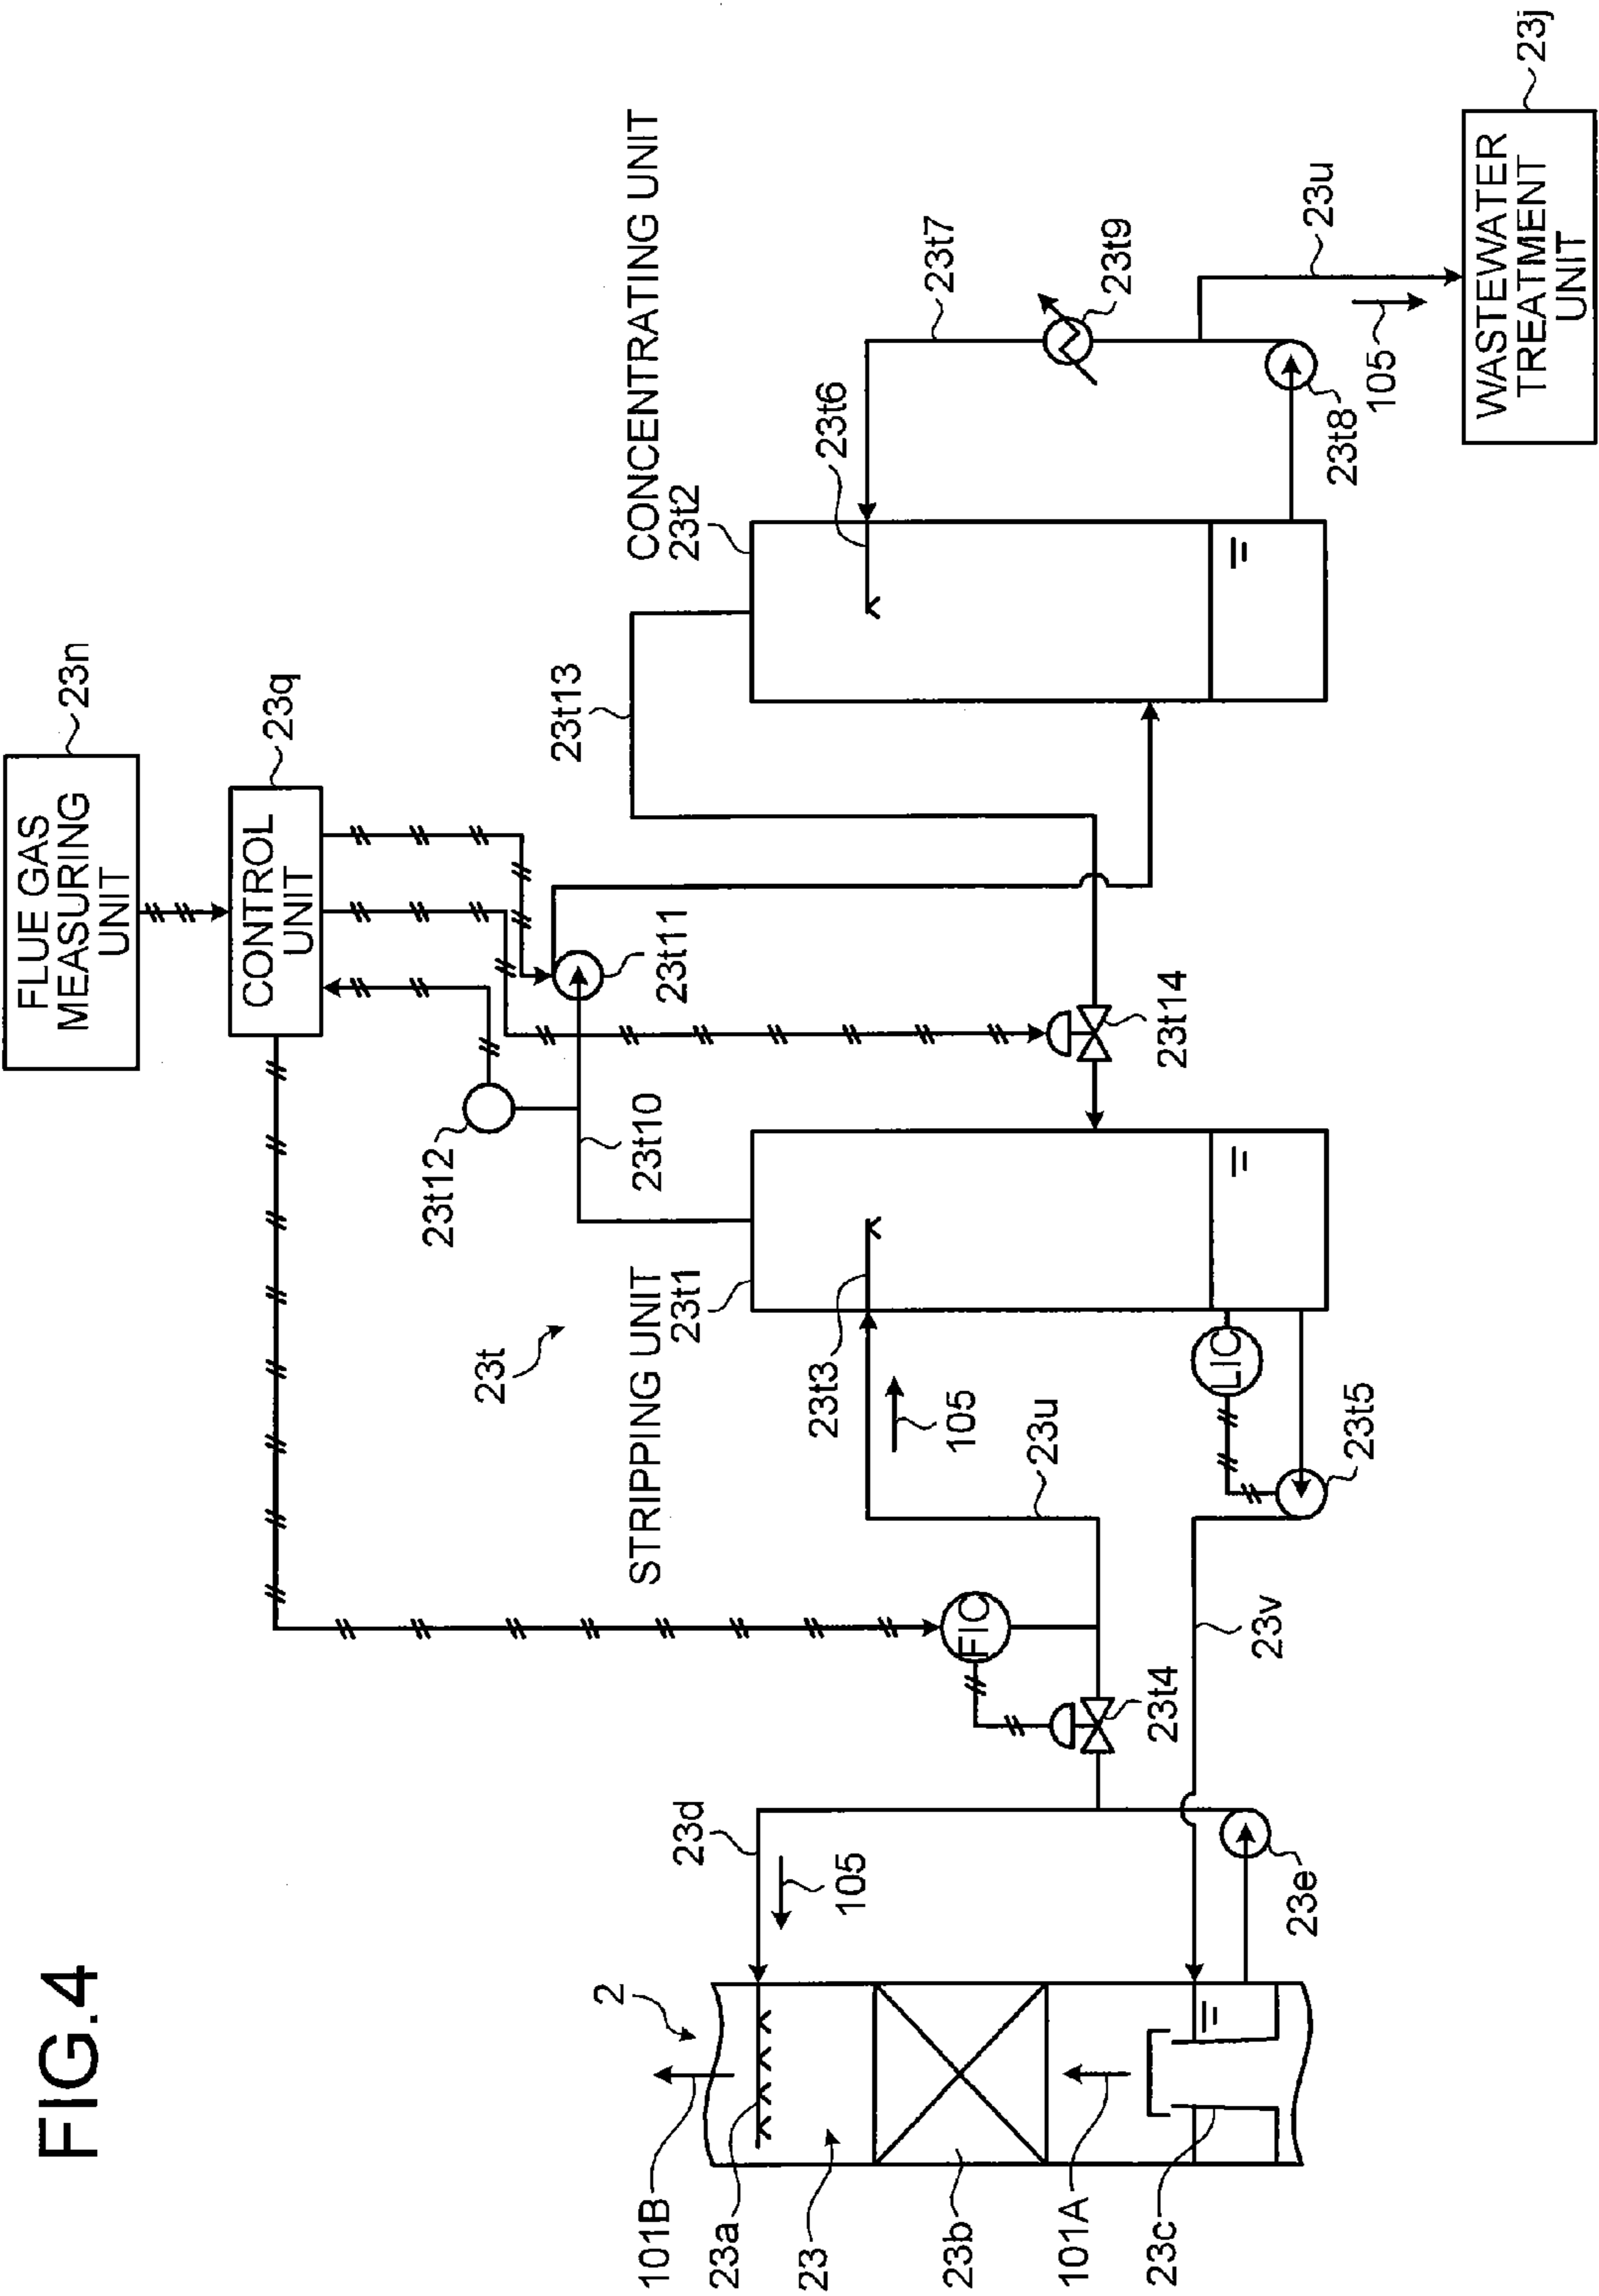 FIG.4
FLUE GAS
MEASURING
UNIT
23n
CONTROL
UNIT
23q
23t12
23t10
23t11
23t13
23t
STRIPPING UNIT
23t1
CONCENTRATING UNIT
23t2
23t3
105
23u
FIC
23t4
23t14
23t6
23t7
23t9
23t8
105
23u
WASTEWATER
TREATMENT
UNIT
23j
LIC
23t5
23v
23d
105
23e
2
101B
23a
23
23b
101A
23c